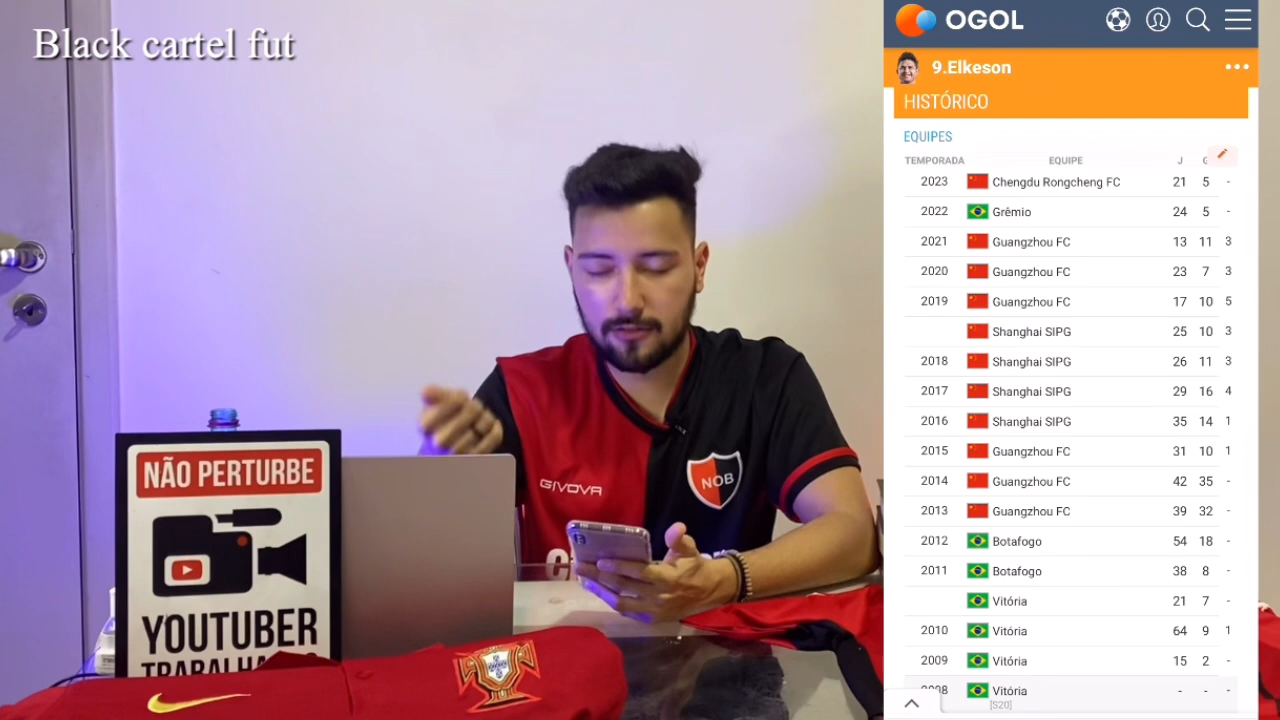 Black cartel fut
OGOL
9.Elkeson
HISTÓRICO
EQUIPES
TEMPORADA EQUIPE J
2023 Chengdu Rongcheng FC 21 5 -
2022 Grêmio 24 5 -
2021 Guangzhou FC 13 11 3
2020 Guangzhou FC 23 7 3
2019 Guangzhou FC 17 10 5
Shanghai SIPG 25 10 3
2018 Shanghai SIPG 26 11 3
2017 Shanghai SIPG 29 16 4
2016 Shanghai SIPG 35 14 1
2015 Guangzhou FC 31 10 1
2014 Guangzhou FC 42 35 -
2013 Guangzhou FC 39 32 -
2012 Botafogo 54 18 -
2011 Botafogo 38 8 -
Vitória 21 7 -
2010 Vitória 64 9 1
2009 Vitória 15 2 -
Vitória - - -
[S20]
GIVOVA
NOB
NÃO PERTURBE
YOUTUBER